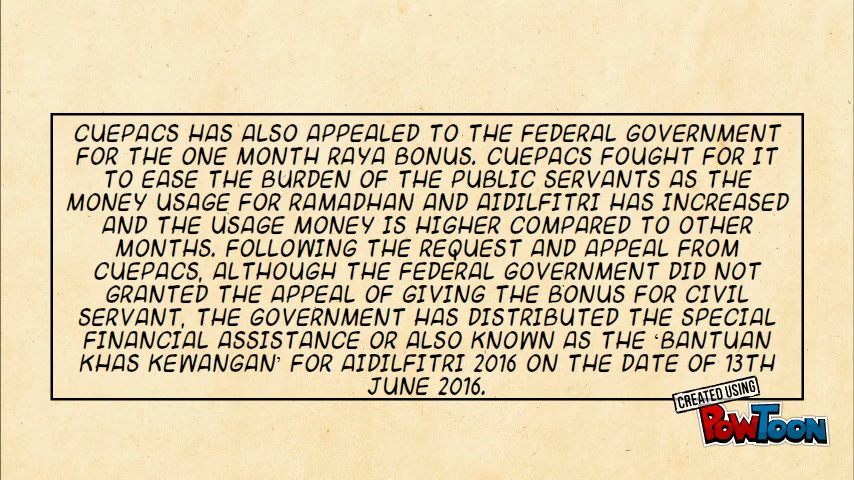 CUEPACS HAS ALSO APPEALED TO THE FEDERAL GOVERNMENT
FOR THE ONE MONTH RAYA BONUS. CUEPACS FOUGHT FOR IT
TO EASE THE BURDEN OF THE PUBLIC SERVANTS AS THE
MONEY USAGE FOR RAMADHAN AND AIDILFITRI HAS INCREASED
AND THE USAGE MONEY IS HIGHER COMPARED TO OTHER
MONTHS. FOLLOWING THE REQUEST AND APPEAL FROM
CUEPACS, ALTHOUGH THE FEDERAL GOVERNMENT DID NOT
GRANTED THE APPEAL OF GIVING THE BONUS FOR CIVIL
SERVANT, THE GOVERNMENT HAS DISTRIBUTED THE SPECIAL
FINANCIAL ASSISTANCE OR ALSO KNOWN AS THE ‘BANTUAN
KHAS KEWANGAN’ FOR AIDILFITRI 2016 ON THE DATE OF 13TH
JUNE 2016.
CREATED USING
POWTOON